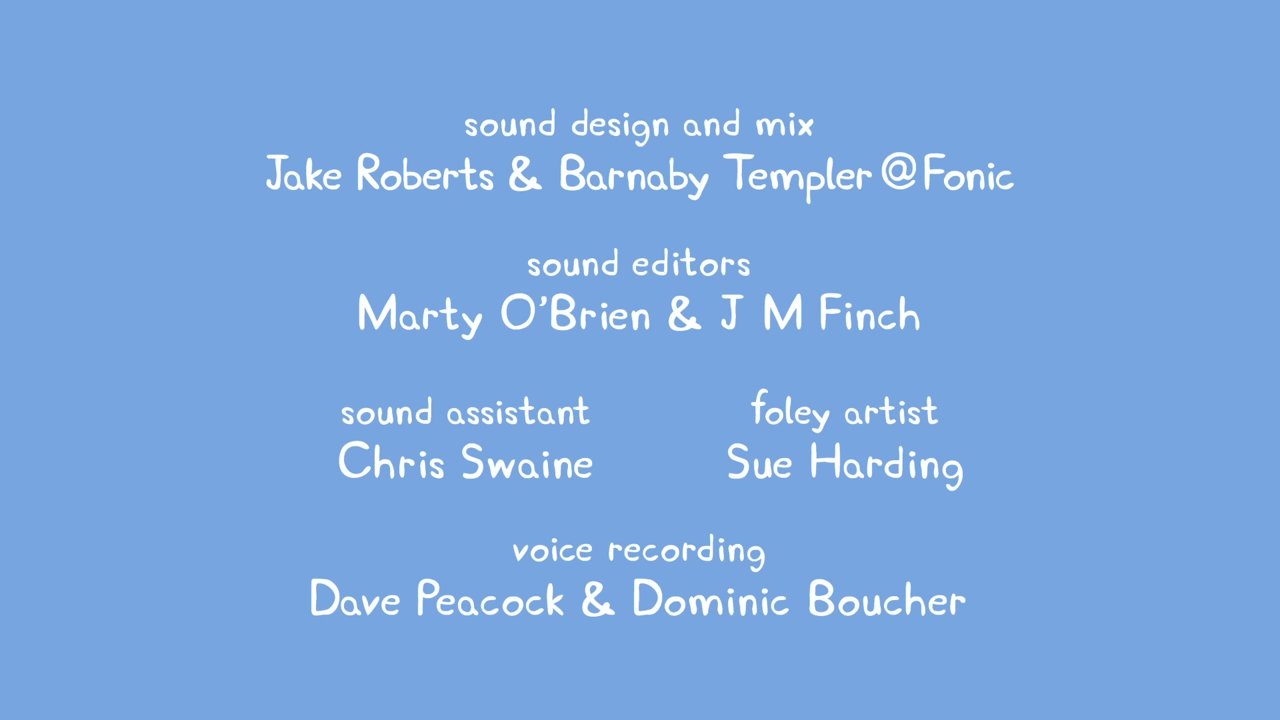 sound design and mix
Jake Roberts & Barnaby Templer @Fonic
sound editors
Marty O'Brien & J M Finch
sound assistant
Chris Swaine
foley artist
Sue Harding
voice recording
Dave Peacock & Dominic Boucher